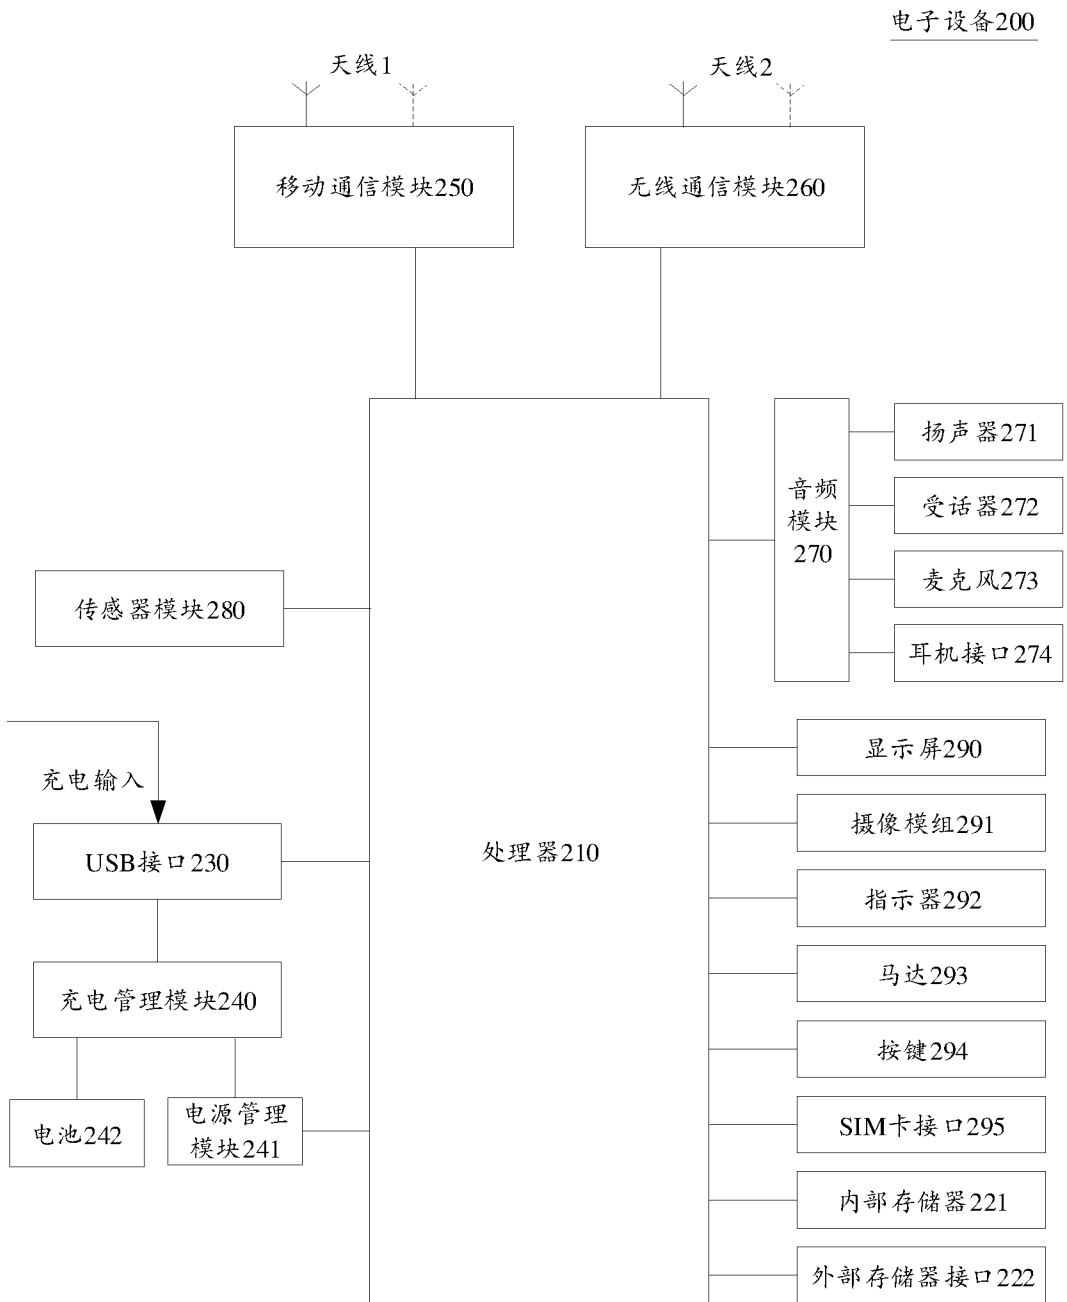 电子设备200
天线1
天线2
移动通信模块250
无线通信模块260
扬声器271
音频
模块
270
受话器272
麦克风273
耳机接口274
传感器模块280
显示屏290
充电输入
摄像模组291
USB接口230
处理器210
指示器292
马达293
充电管理模块240
按键294
电池242
电源管理
模块241
SIM卡接口295
内部存储器221
外部存储器接口222